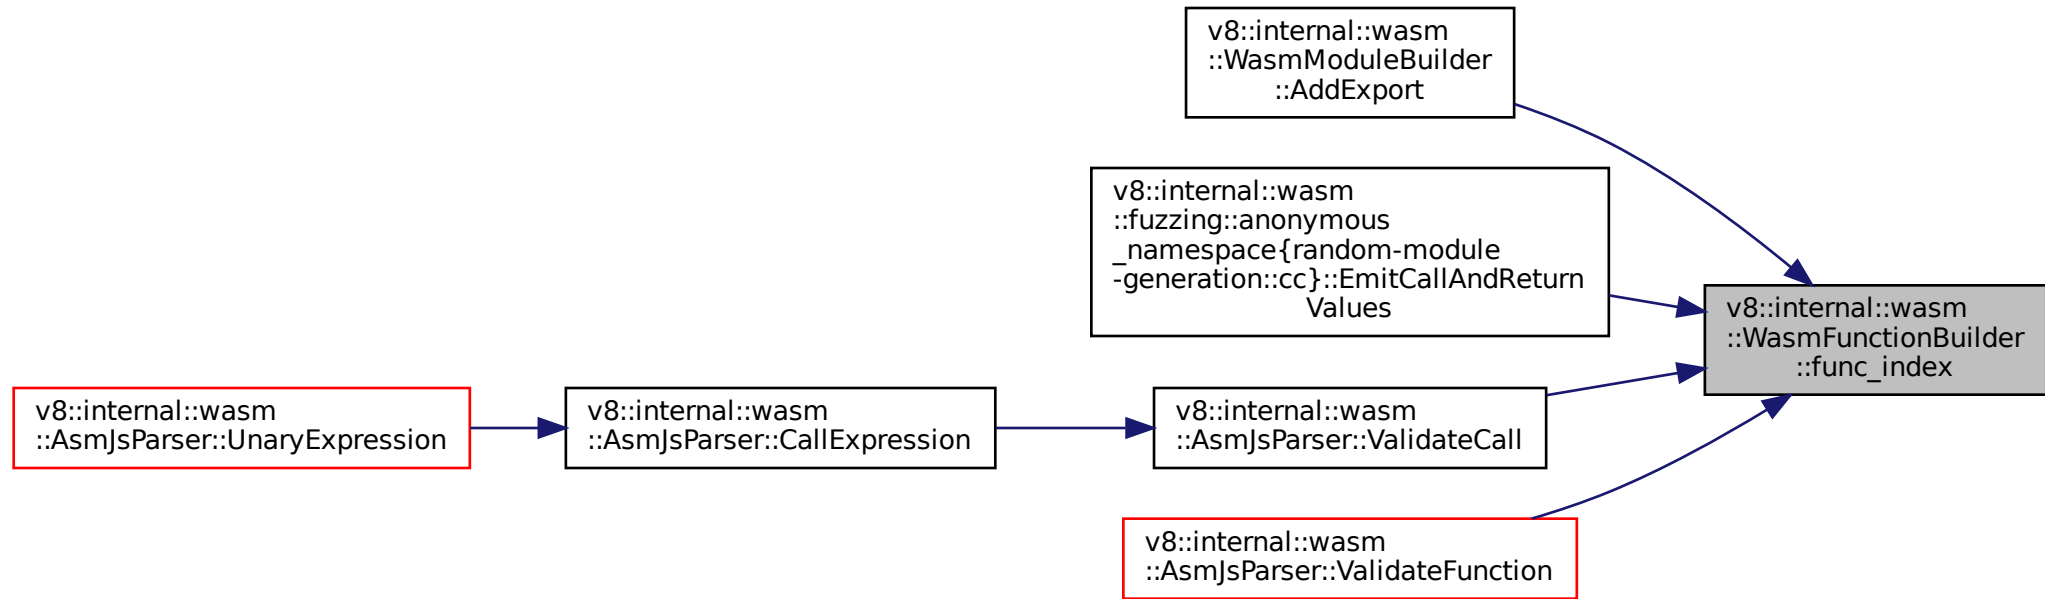 v8::internal::wasm
::WasmModuleBuilder
::AddExport
v8::internal::wasm
::fuzzing::anonymous
_namespace{random-module
-generation::cc}::EmitCallAndReturn
Values
v8::internal::wasm
::WasmFunctionBuilder
::func_index
v8::internal::wasm
::AsmJsParser::UnaryExpression
v8::internal::wasm
::AsmJsParser::CallExpression
v8::internal::wasm
::AsmJsParser::ValidateCall
v8::internal::wasm
::AsmJsParser::ValidateFunction